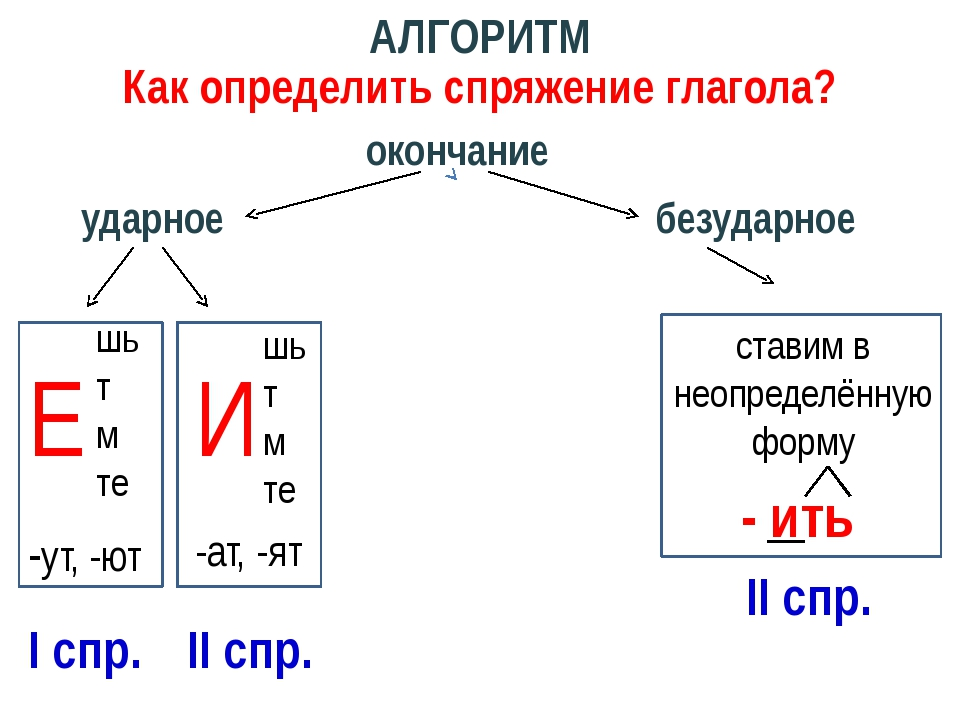 АЛГОРИТМ
Как определить спряжение глагола?
окончание
ударное
безударное
Е
шь
т
м
те
-ут, -ют
I спр.
И
шь
т
м
те
-ат, -ят
II спр.
ставим в
неопределённую
форму
- ить
II спр.